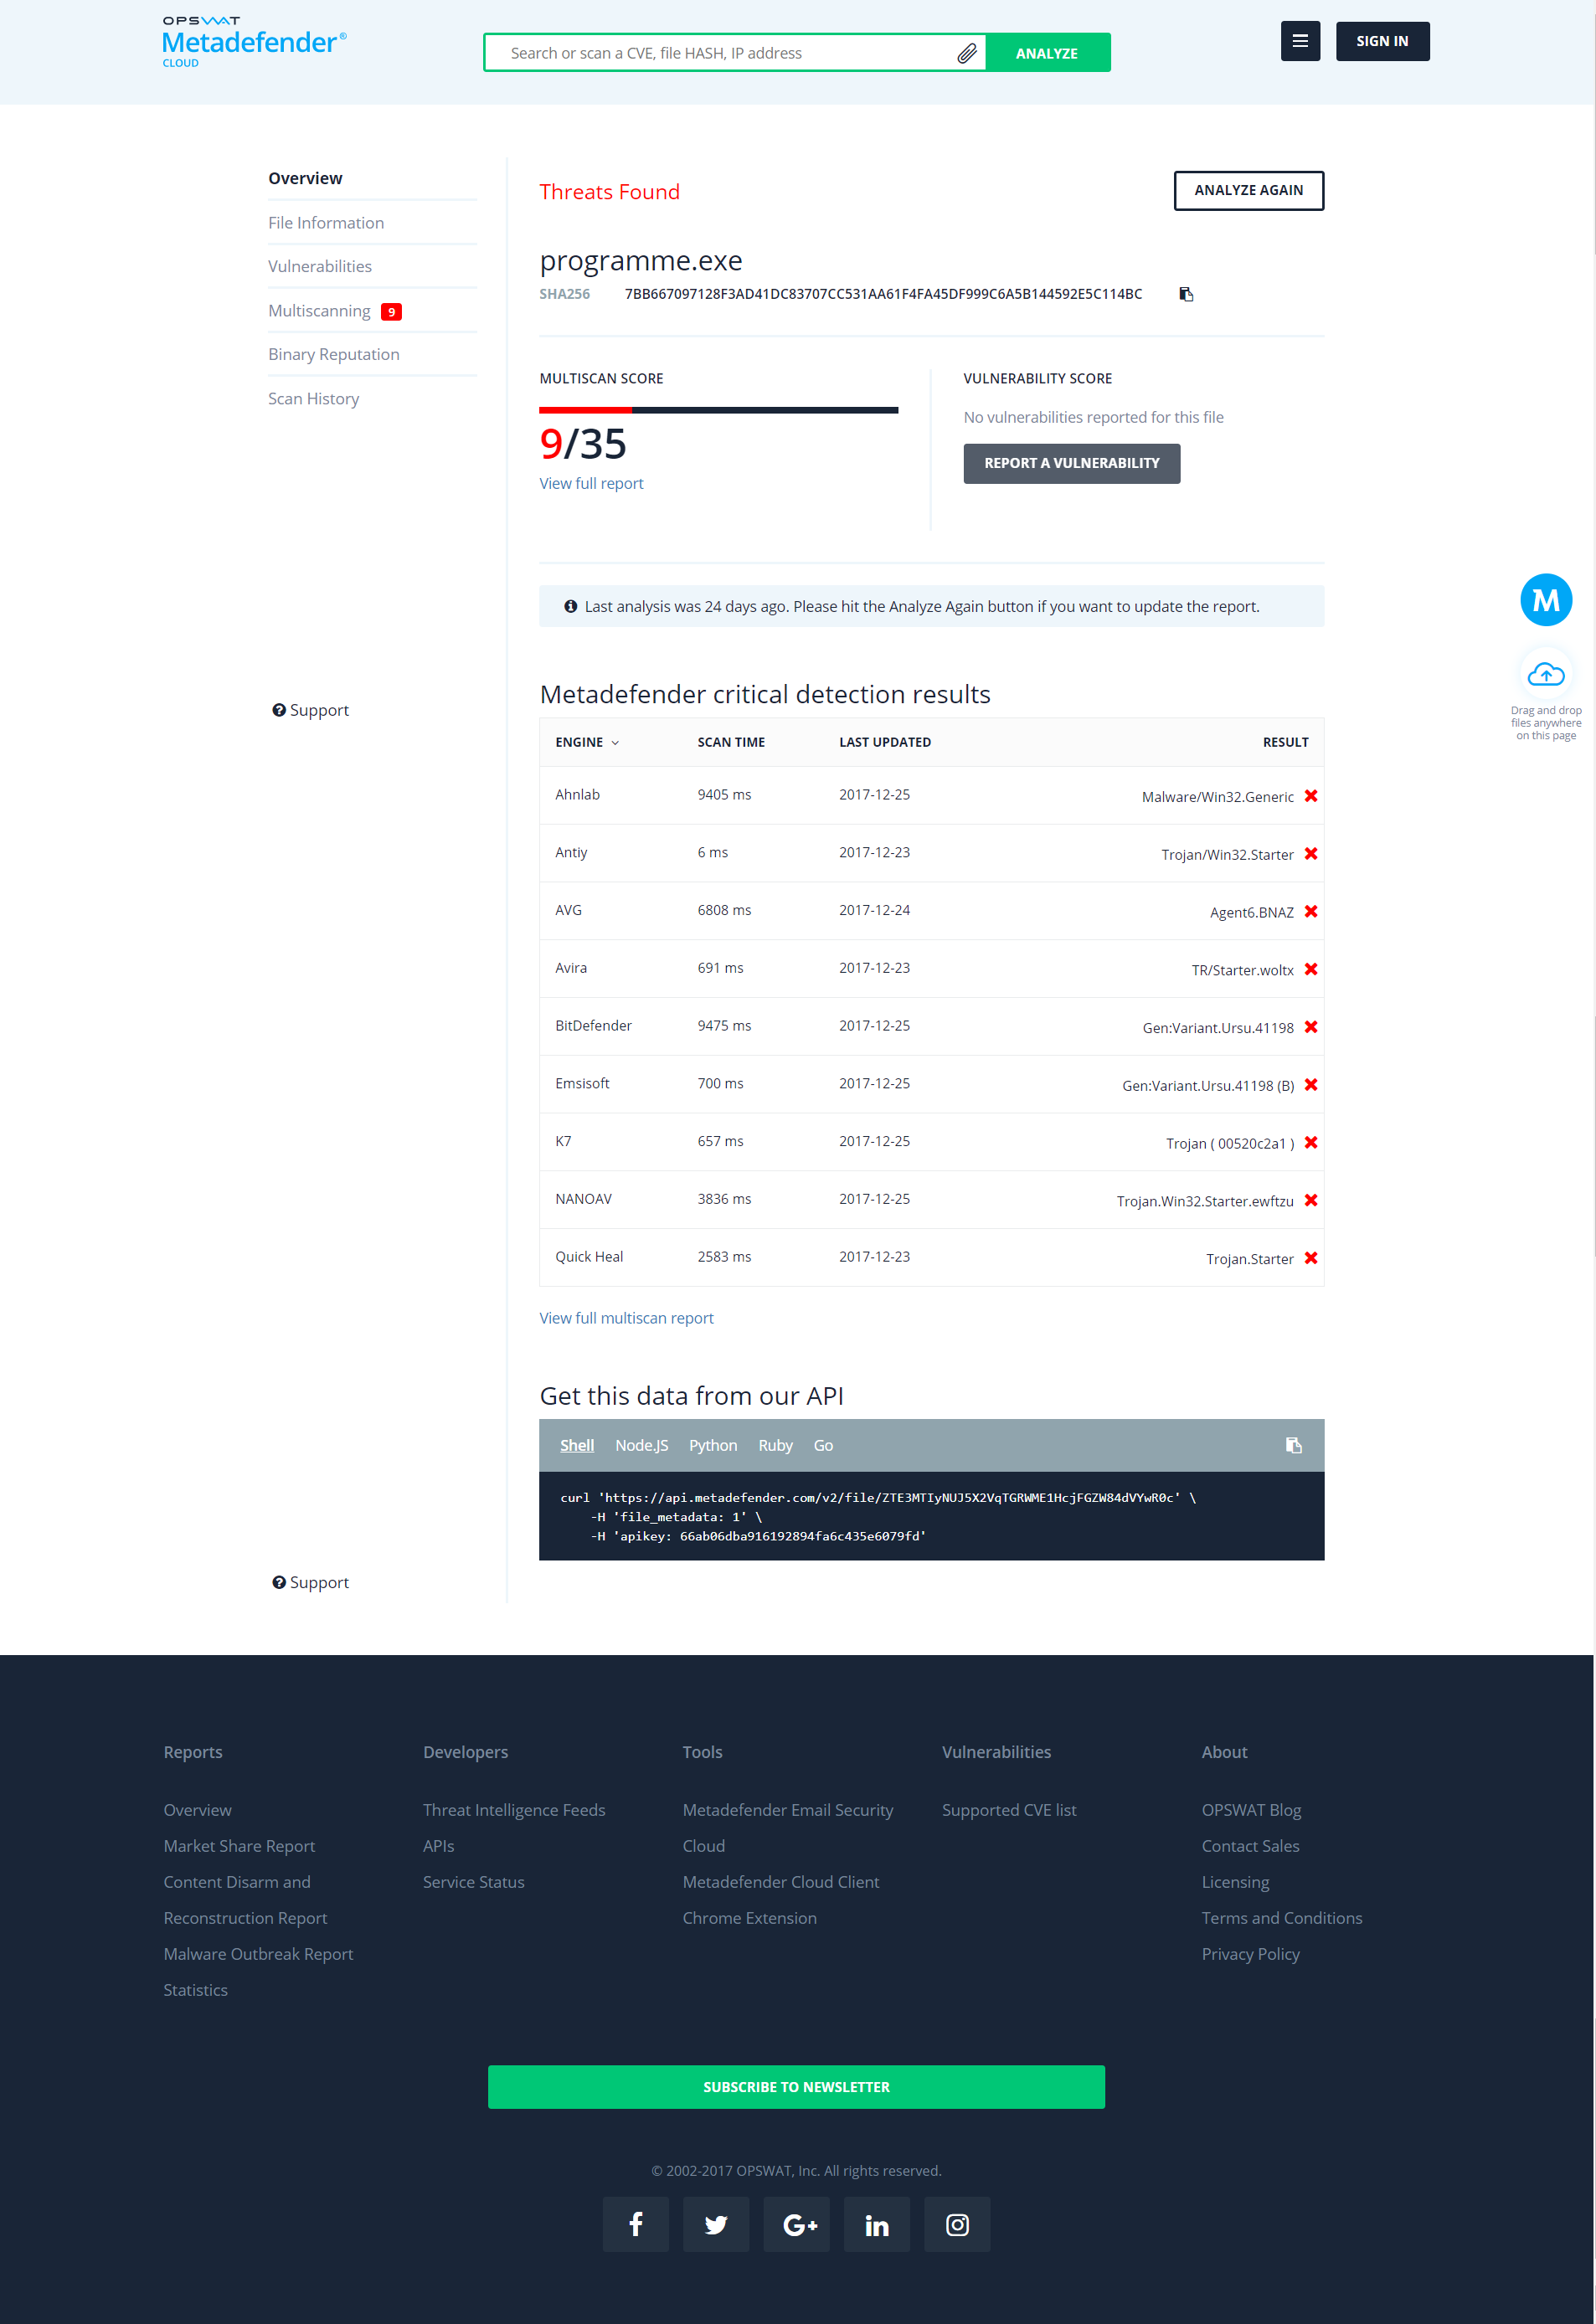 OPSWAT
Metadefender®
CLOUD
Search or scan a CVE, file HASH, IP address
ANALYZE
SIGN IN
Overview
File Information
Vulnerabilities
Multiscanning 9
Binary Reputation
Scan History
Support
Support
Threats Found
ANALYZE AGAIN
programme.exe
SHA256 7BB667097128F3AD41DC83707CC531AA61F4FA45DF999C6A5B144592E5C114BC
MULTISCAN SCORE
9/35
View full report
VULNERABILITY SCORE
No vulnerabilities reported for this file
REPORT A VULNERABILITY
Last analysis was 24 days ago. Please hit the Analyze Again button if you want to update the report.
M
Drag and drop
files anywhere
on this page
Metadefender critical detection results
ENGINE SCAN TIME LAST UPDATED RESULT
Ahnlab 9405 ms 2017-12-25 Malware/Win32.Generic
Antiy 6 ms 2017-12-23 Trojan/Win32.Starter
AVG 6808 ms 2017-12-24 Agent6.BNAZ
Avira 691 ms 2017-12-23 TR/Starter.woltx
BitDefender 9475 ms 2017-12-25 Gen:Variant.Ursu.41198
Emsisoft 700 ms 2017-12-25 Gen:Variant.Ursu.41198 (B)
K7 657 ms 2017-12-25 Trojan ( 00520c2a1 )
NANOAV 3836 ms 2017-12-25 Trojan.Win32.Starter.ewftzu
Quick Heal 2583 ms 2017-12-23 Trojan.Starter
View full multiscan report
Get this data from our API
Shell Node.JS Python Ruby Go
curl 'https://api.metadefender.com/v2/file/ZTE3MTIyNUJ5X2VqTGRWME1HcjFGZW84dVYwR0c' \
-H 'file_metadata: 1' \
-H 'apikey: 66ab06dba916192894fa6c435e6079fd'
Reports
Overview
Market Share Report
Content Disarm and
Reconstruction Report
Malware Outbreak Report
Statistics
Developers
Threat Intelligence Feeds
APIs
Service Status
Tools
Metadefender Email Security
Cloud
Metadefender Cloud Client
Chrome Extension
Vulnerabilities
Supported CVE list
About
OPSWAT Blog
Contact Sales
Licensing
Terms and Conditions
Privacy Policy
SUBSCRIBE TO NEWSLETTER
© 2002-2017 OPSWAT, Inc. All rights reserved.